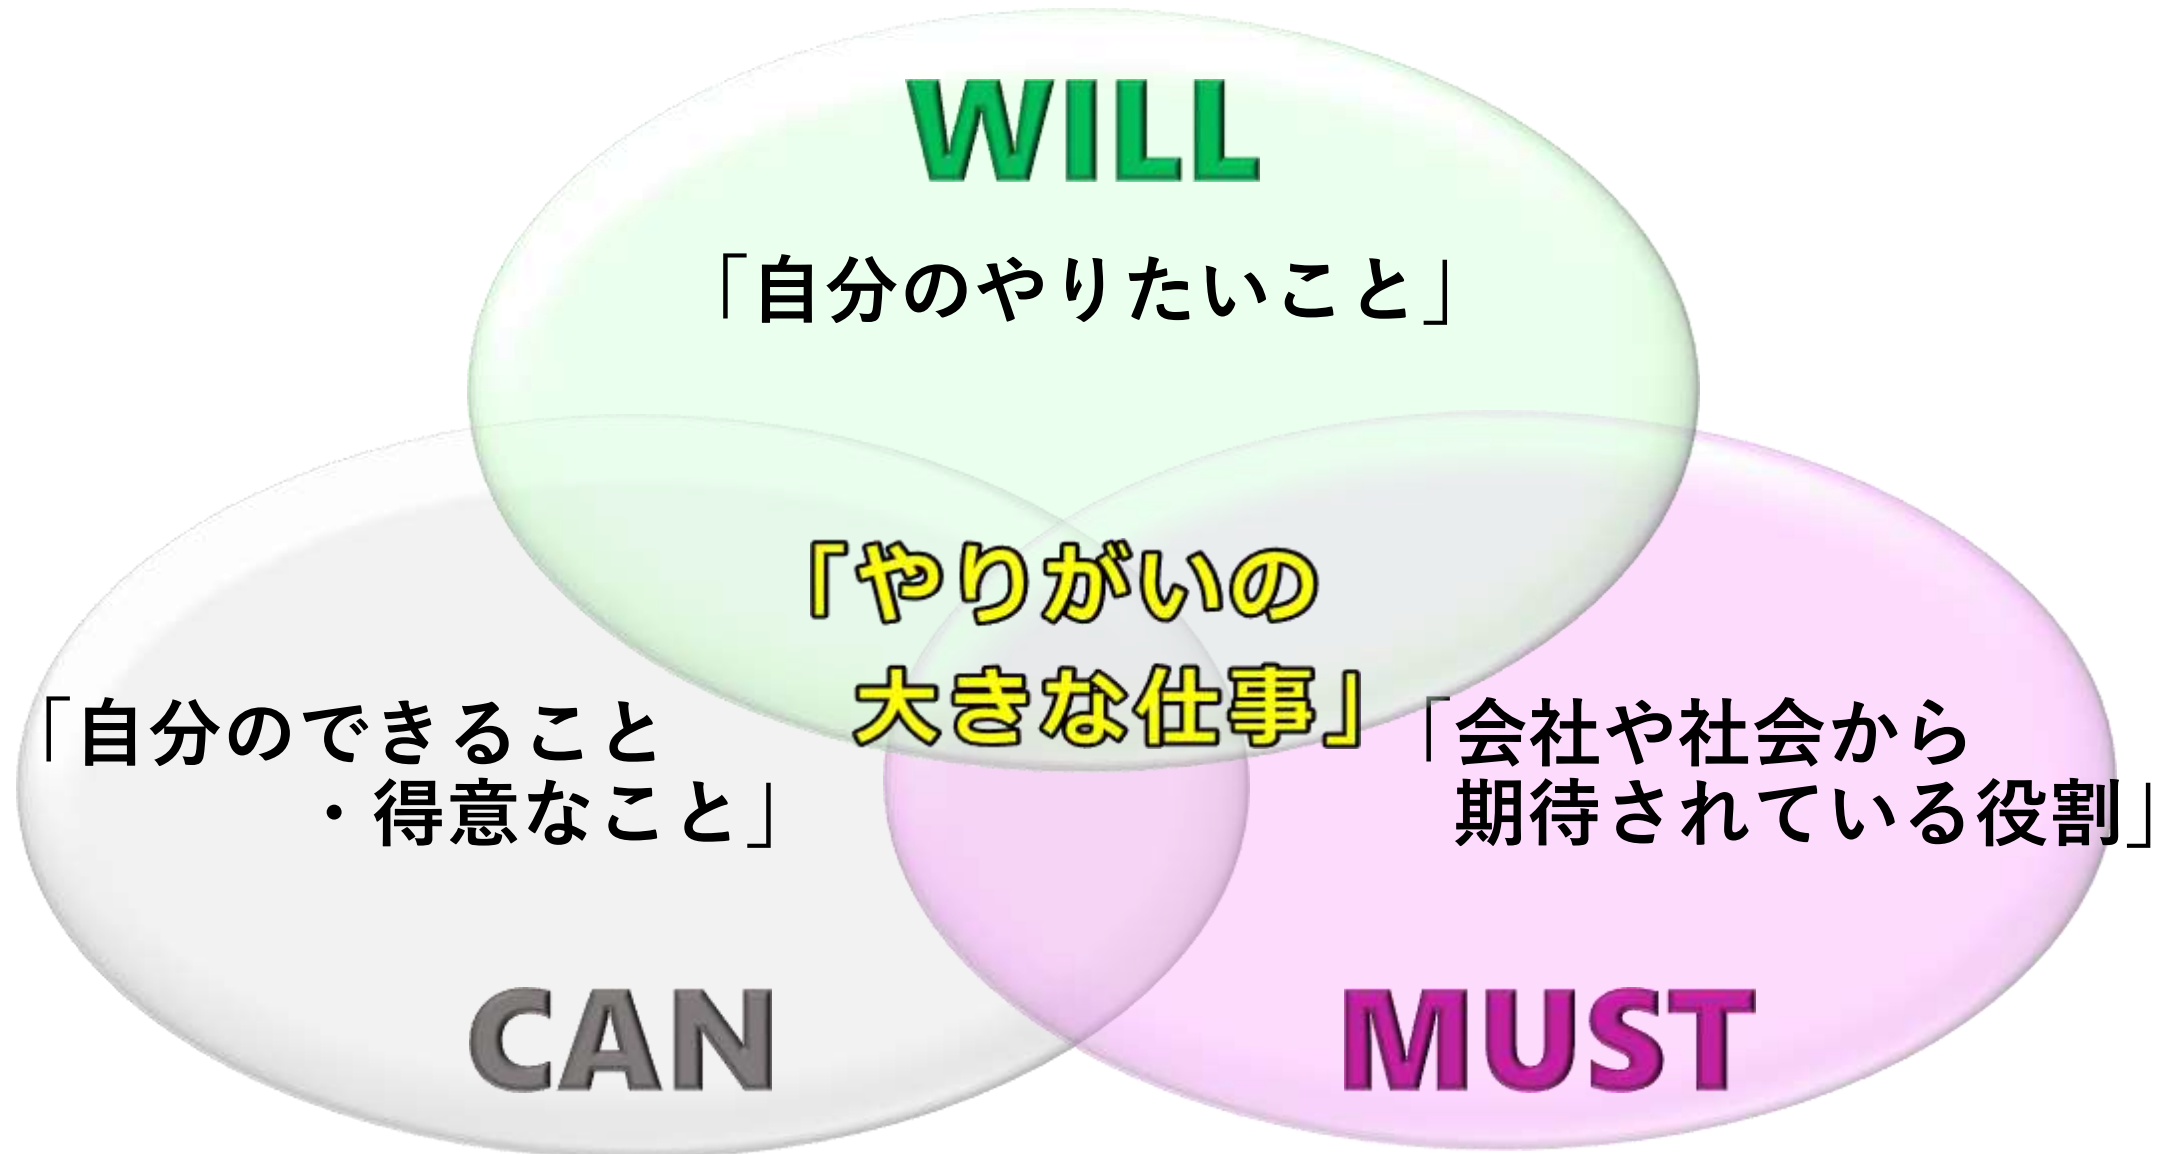 WILL
「自分のやりたいこと」
「やりがいの
大きな仕事」
「自分のできること
・得意なこと」
「会社や社会から
期待されている役割」
CAN
MUST